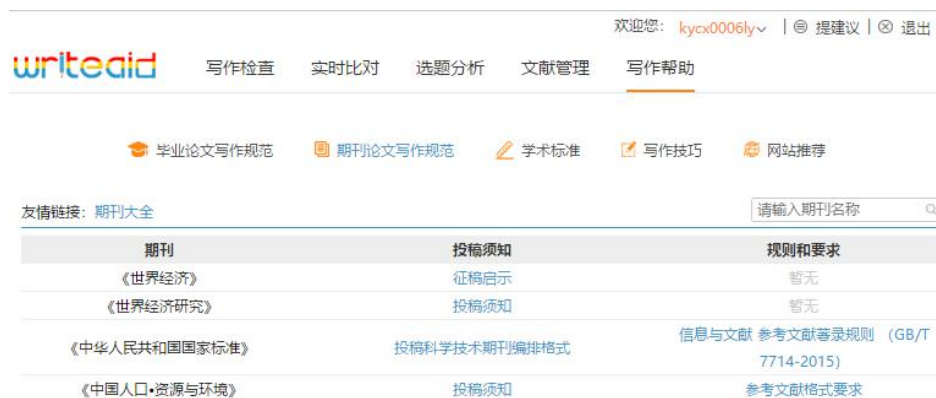 欢迎您： kycx0006ly | 提建议 | 退出
writeaid 写作检查 实时比对 选题分析 文献管理 写作帮助
毕业论文写作规范 期刊论文写作规范 学术标准 写作技巧 网站推荐
友情链接：期刊大全 请输入期刊名称
期刊 投稿须知 规则和要求
《世界经济》 征稿启示 暂无
《世界经济研究》 投稿须知 暂无
《中华人民共和国国家标准》 投稿科学技术期刊编排格式 信息与文献 参考文献著录规则 （GB/T
7714-2015）
《中国人口•资源与环境》 投稿须知 参考文献格式要求